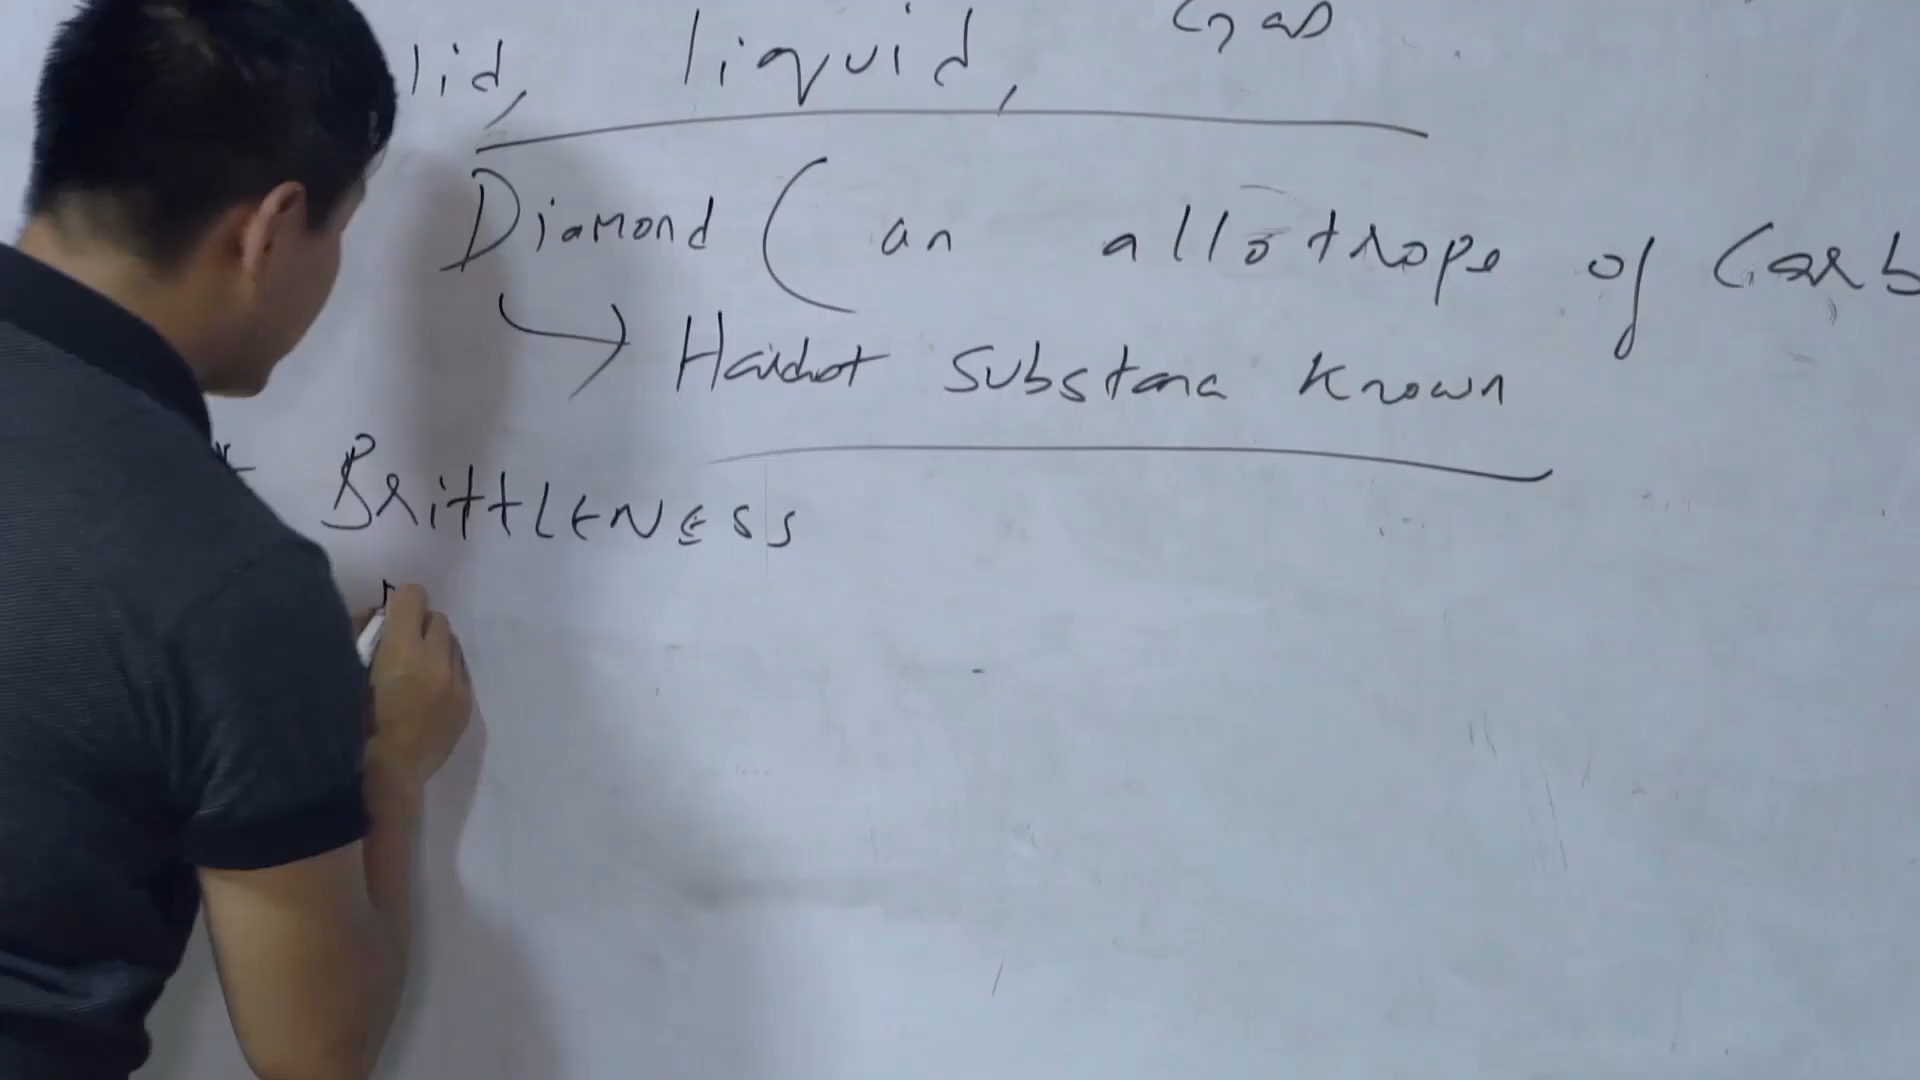 lid, liquid, Gas
Diamond ( an allotrope of Carb
→ Hardest substance known
* BRittLENESS